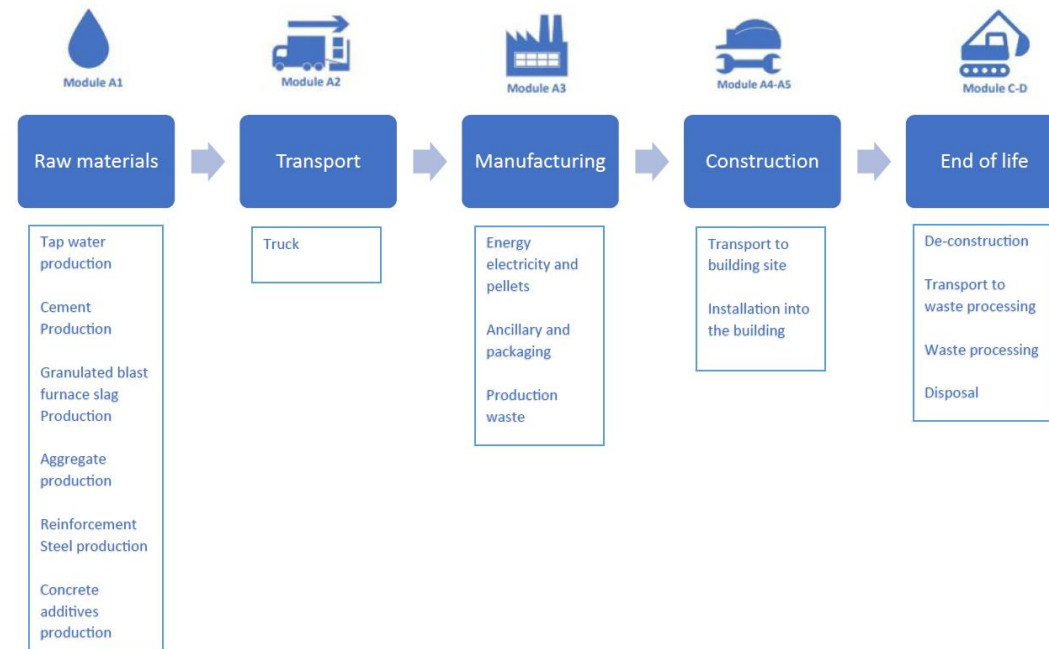 Module A1
Module A2
Module A3
Module A4-A5
Module C-D
Raw materials
Transport
Manufacturing
Construction
End of life
Tap water
production
Cement
Production
Granulated blast
furnace slag
Production
Aggregate
production
Reinforcement
Steel production
Concrete
additives
production
Truck
Energy
electricity and
pellets
Ancillary and
packaging
Production
waste
Transport to
building site
Installation into
the building
De-construction
Transport to
waste processing
Waste processing
Disposal